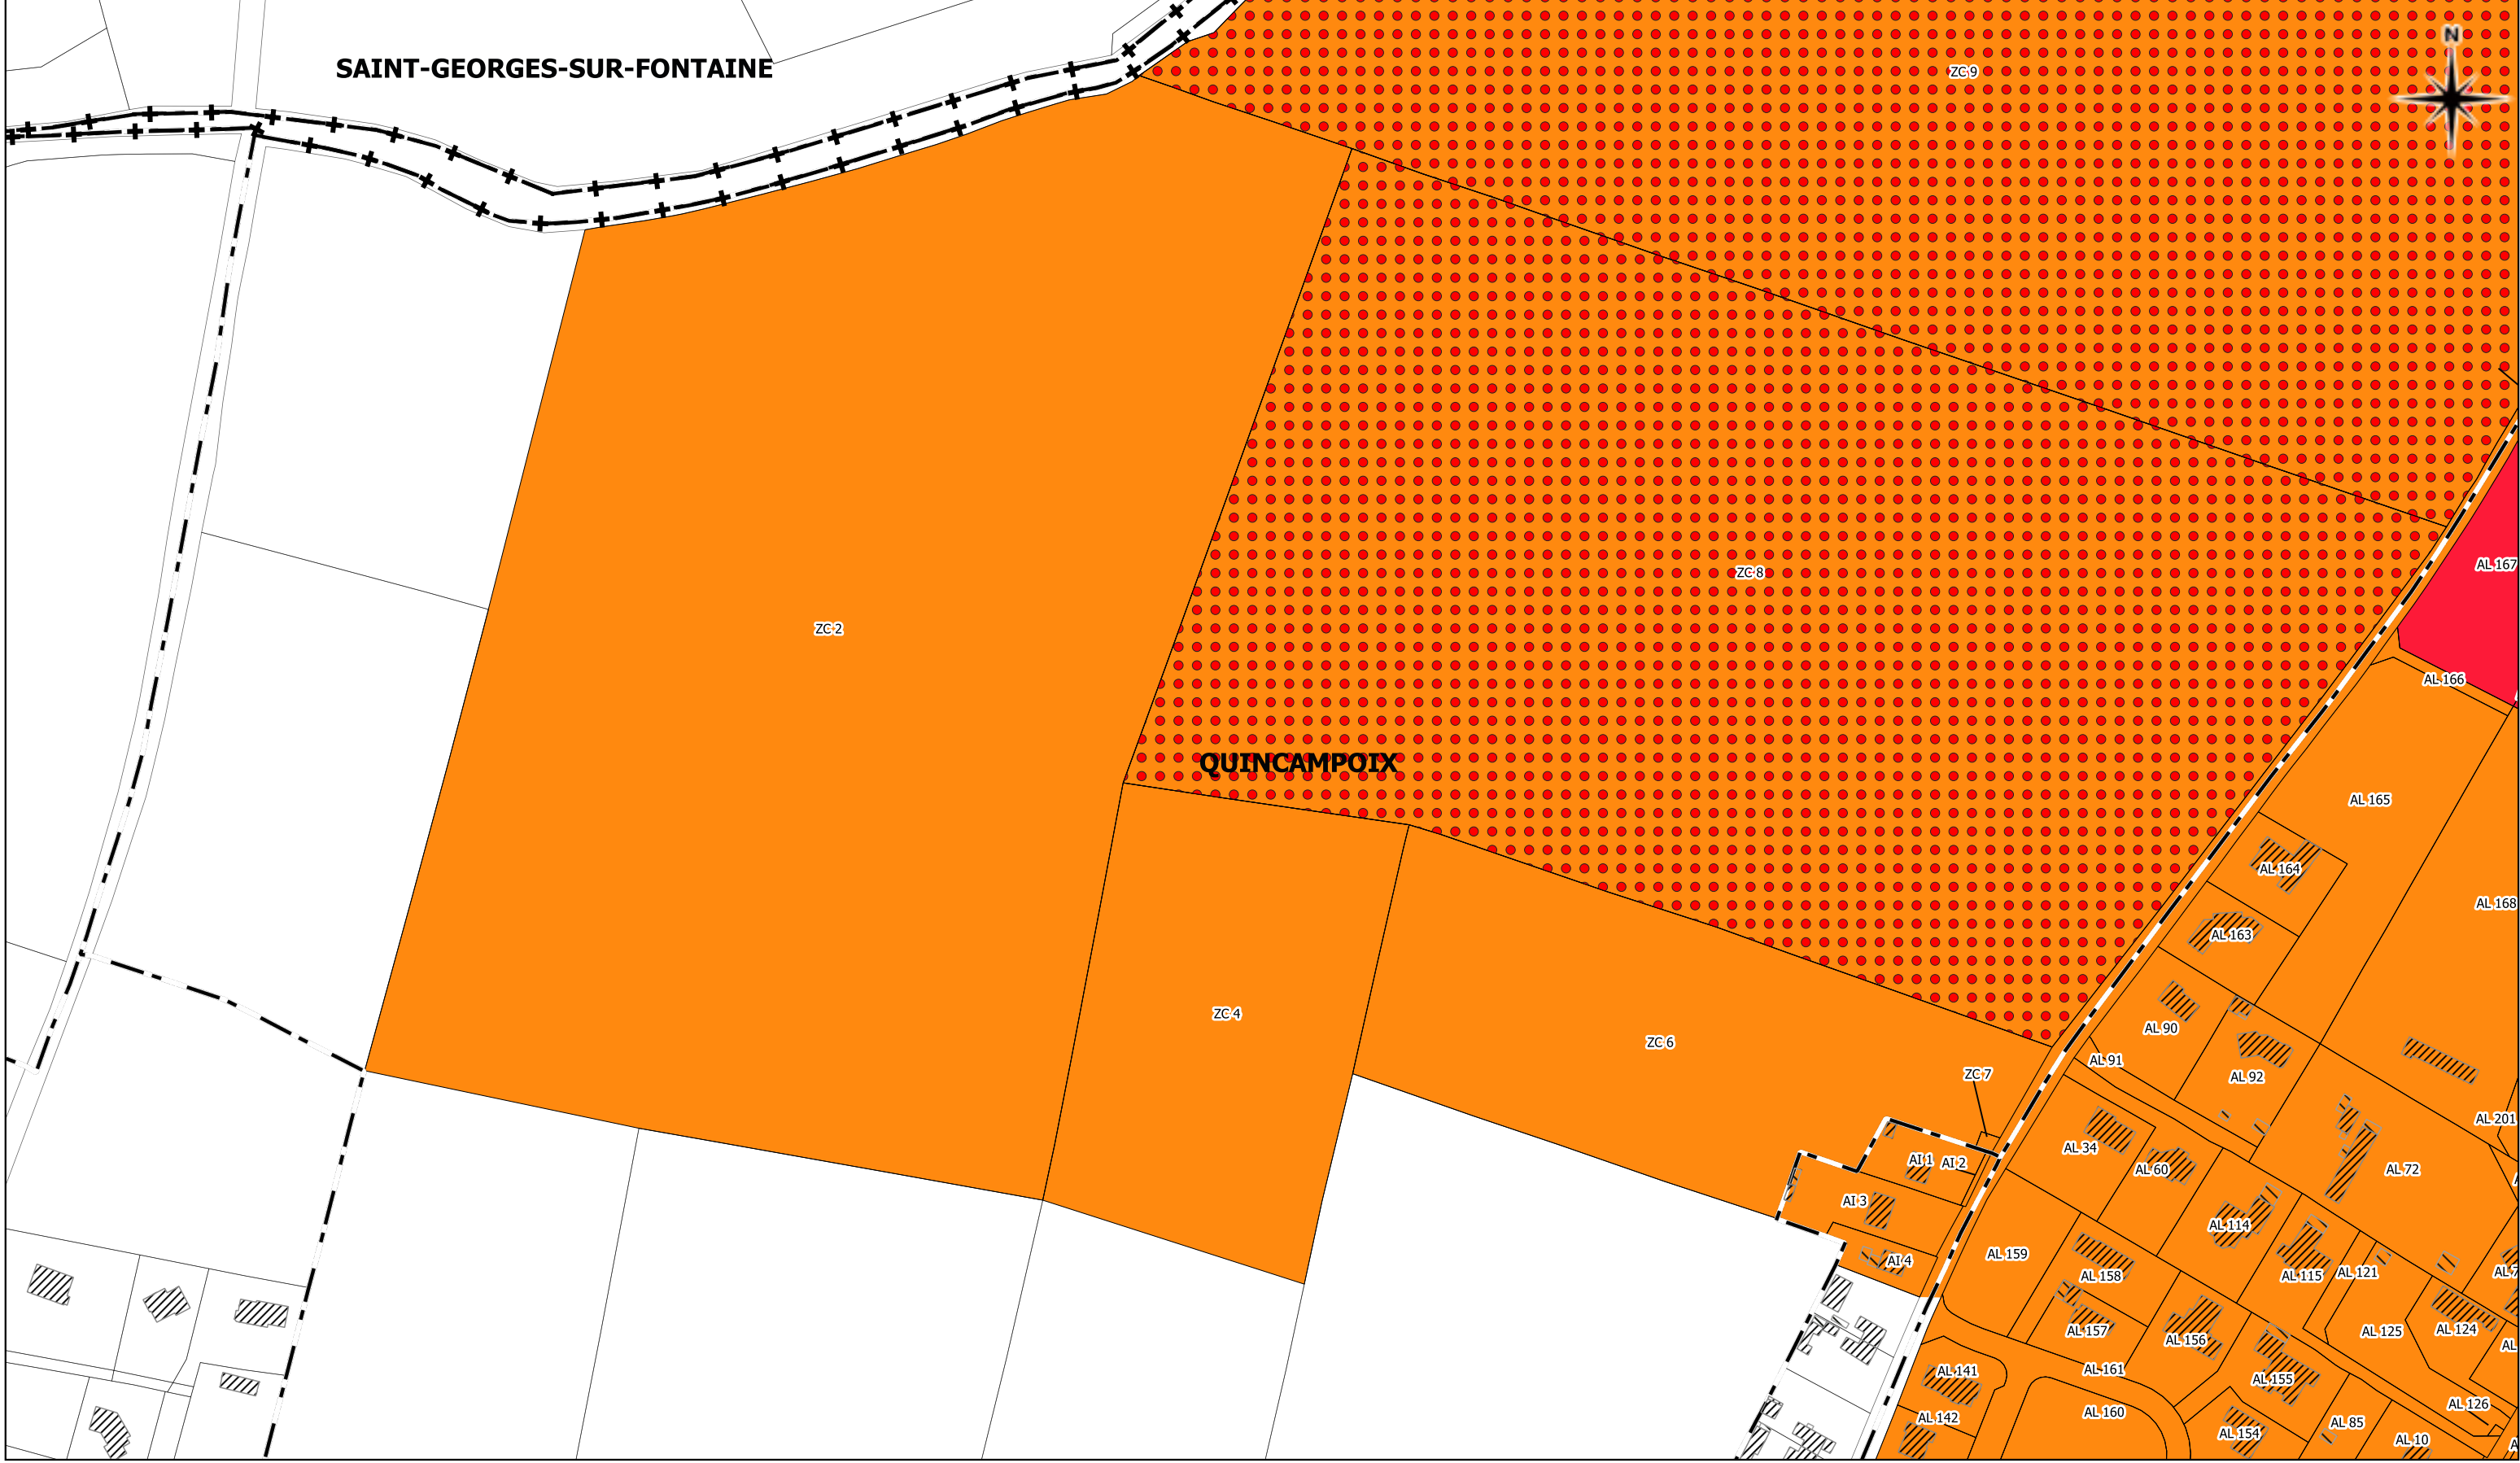 N
SAINT-GEORGES-SUR-FONTAINE
ZC 9
AL 167
ZC 8
ZC 2
AL 166
QUINCAMPOIX
AL 165
AL 164
AL 168
AL 163
ZC 4
AL 90
ZC 6
AL 91
ZC 7
AL 92
AL 201
AL 34
AI 1
AI 2
AL 60
AL 72
AI 3
AL 114
AL 159
AI 4
AL 158
AL 115
AL 121
AL 157
AL 156
AL 125
AL 124
AL 141
AL 161
AL 155
AL 160
AL 142
AL 126
AL 85
AL 154
AL 10